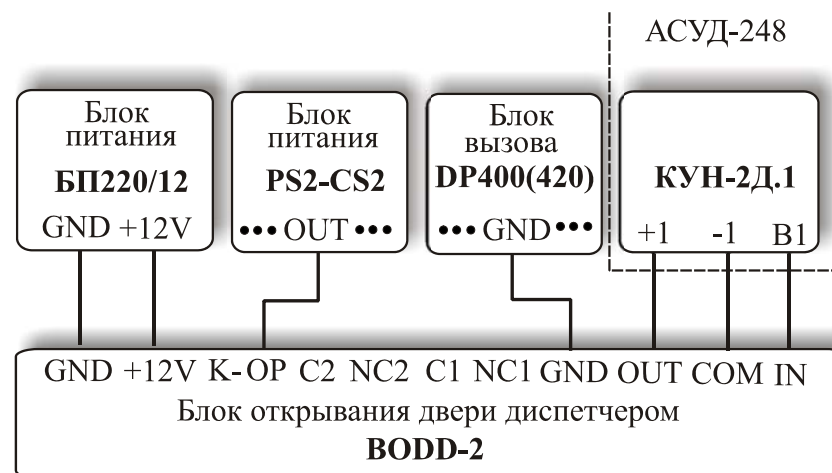 АСУД-248
Блок питания
БП220/12
GND +12V
Блок питания
PS2-CS2
•••OUT•••
Блок вызова
DP400(420)
•••GND•••
КУН-2Д.1
+1 -1 B1
GND +12V K-OP C2 NC2 C1 NC1 GND OUT COM IN
Блок открывания двери диспетчером
BODD-2